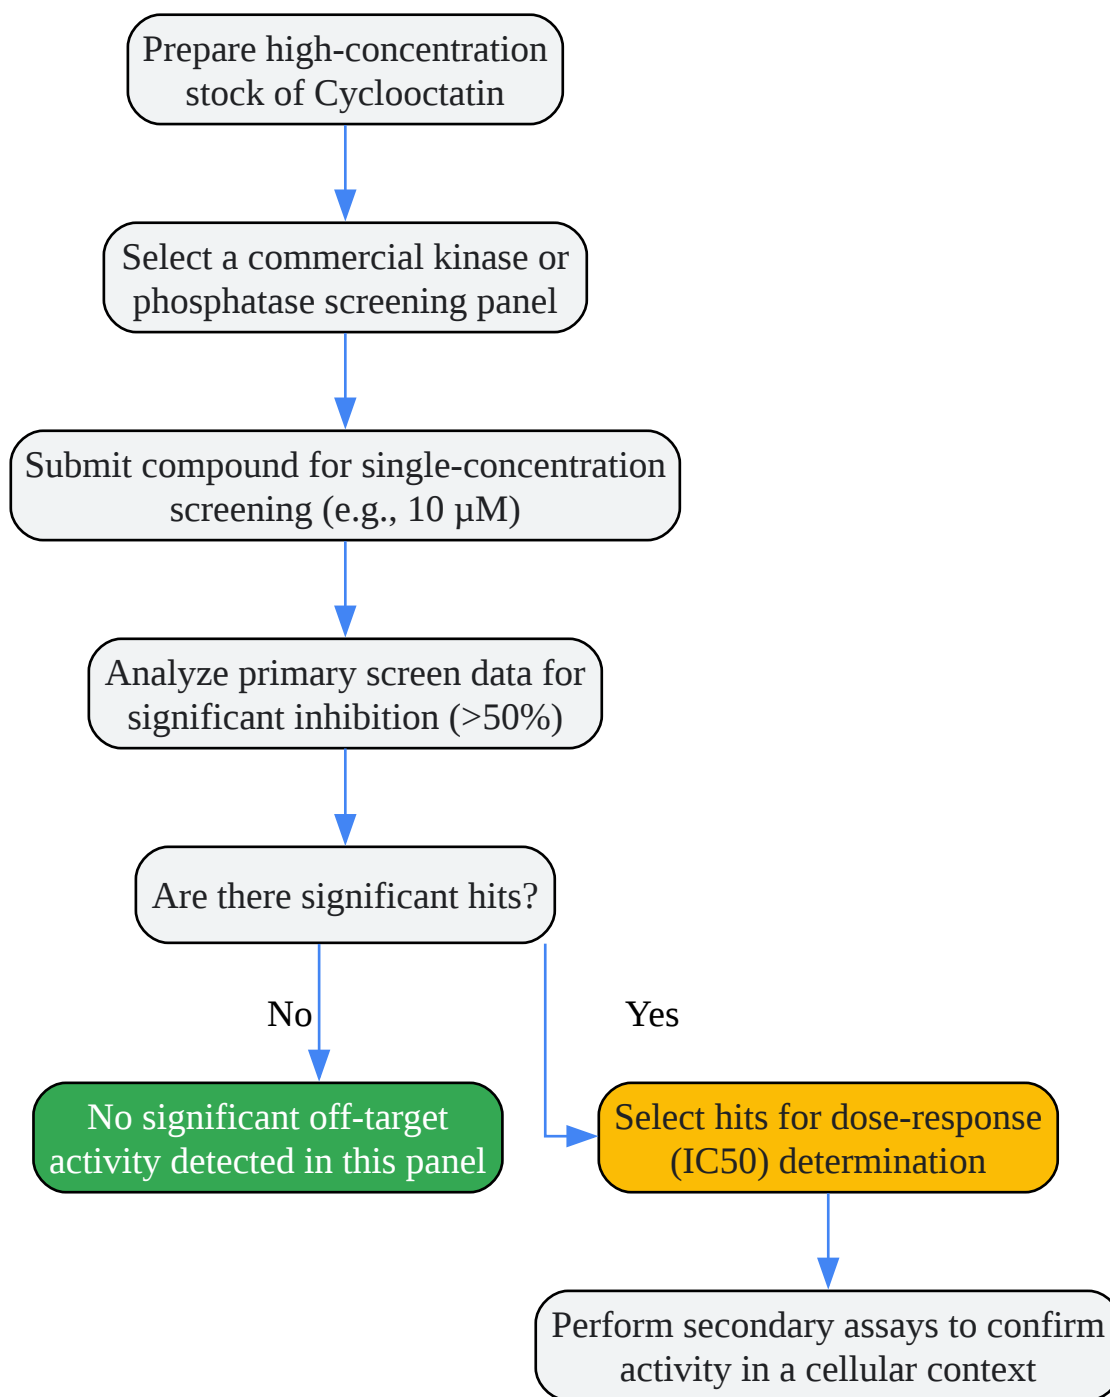 Prepare high-concentration
stock of Cyclooctatin
Select a commercial kinase or
phosphatase screening panel
Submit compound for single-concentration
screening (e.g., 10 µM)
Analyze primary screen data for
significant inhibition (>50%)
Are there significant hits?
No
Yes
No significant off-target
activity detected in this panel
Select hits for dose-response
(IC50) determination
Perform secondary assays to confirm
activity in a cellular context